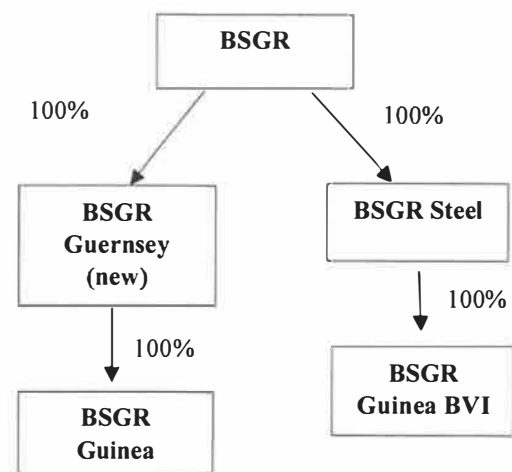 BSGR
100%
100%
BSGR
Guernsey
(new)
BSGR Steel
100%
100%
BSGR
Guinea
BSGR
Guinea BVI